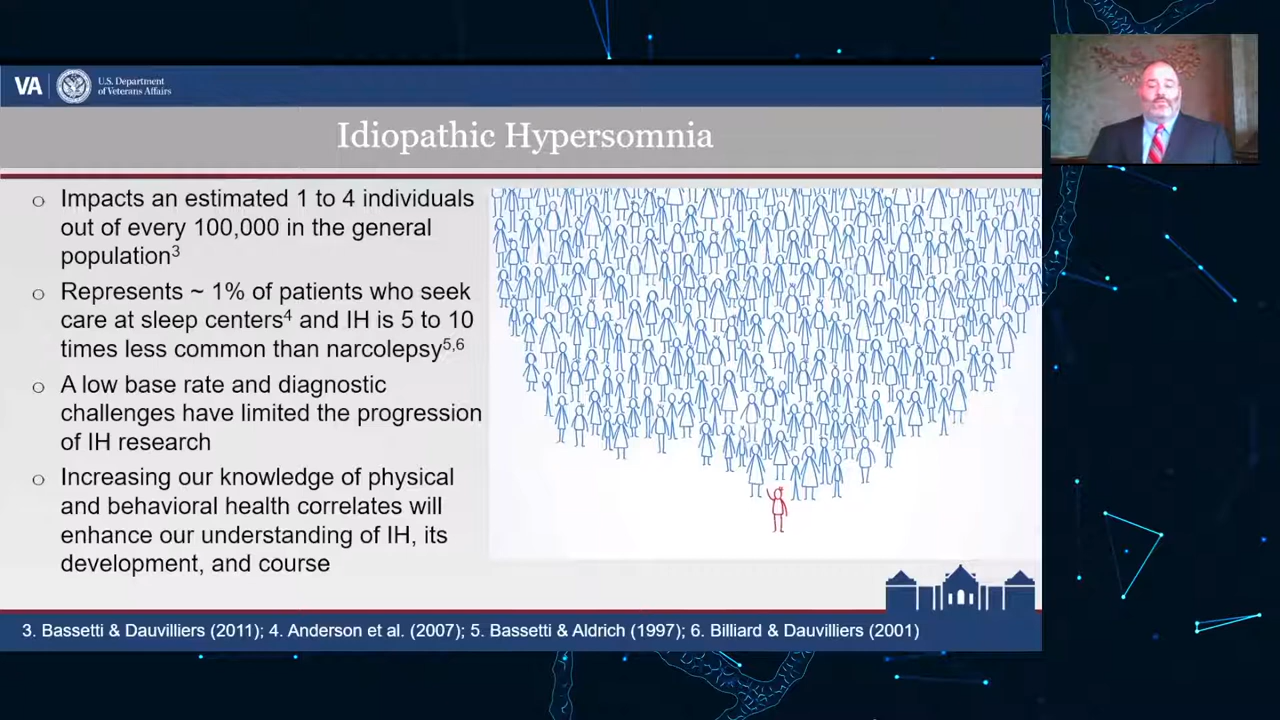 VA
U.S. Department
of Veterans Affairs
Idiopathic Hypersomnia
○ Impacts an estimated 1 to 4 individuals
out of every 100,000 in the general
population³
○ Represents ~ 1% of patients who seek
care at sleep centers⁴ and IH is 5 to 10
times less common than narcolepsy⁵,⁶
○ A low base rate and diagnostic
challenges have limited the progression
of IH research
○ Increasing our knowledge of physical
and behavioral health correlates will
enhance our understanding of IH, its
development, and course
3. Bassetti & Dauvilliers (2011); 4. Anderson et al. (2007); 5. Bassetti & Aldrich (1997); 6. Billiard & Dauvilliers (2001)